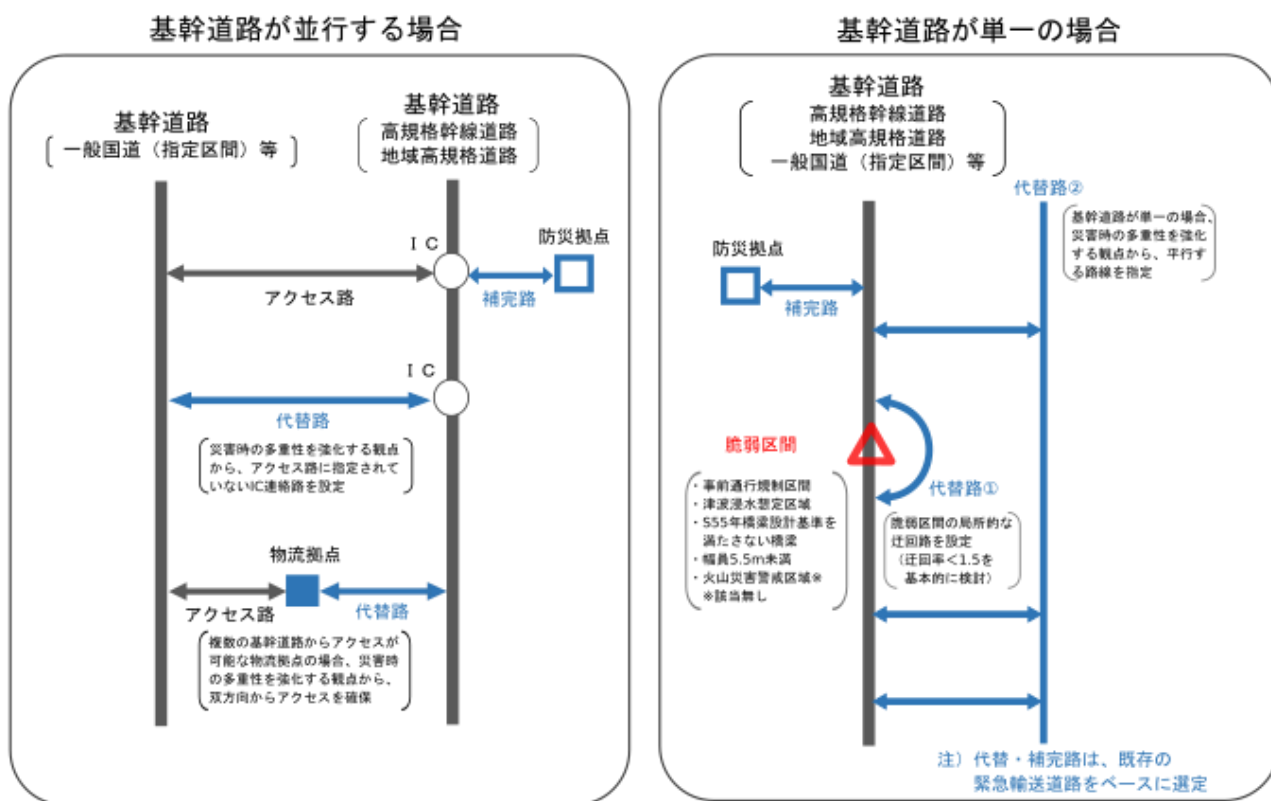 基幹道路が並行する場合
基幹道路
一般国道（指定区間）等
基幹道路
高規格幹線道路
地域高規格道路
ＩＣ
防災拠点
アクセス路
補完路
ＩＣ
代替路
災害時の多重性を強化する観点
から、アクセス路に指定されて
いないIC連絡路を設定
物流拠点
アクセス路
代替路
複数の基幹道路からアクセスが
可能な物流拠点の場合、災害時
の多重性を強化する観点から、
双方向からアクセスを確保
基幹道路が単一の場合
基幹道路
高規格幹線道路
地域高規格道路
一般国道（指定区間）等
代替路②
基幹道路が単一の場合、
災害時の多重性を強化
する観点から、平行す
る路線を指定
防災拠点
補完路
脆弱区間
・事前通行規制区間
・津波浸水想定区域
・S55年橋梁設計基準を
満たさない橋梁
・幅員5.5m未満
・火山災害警戒区域※
※該当無し
代替路①
脆弱区間の局所的な
迂回路を設定
（迂回率＜1.5を
基本的に検討）
注）代替・補完路は、既存の
緊急輸送道路をベースに選定